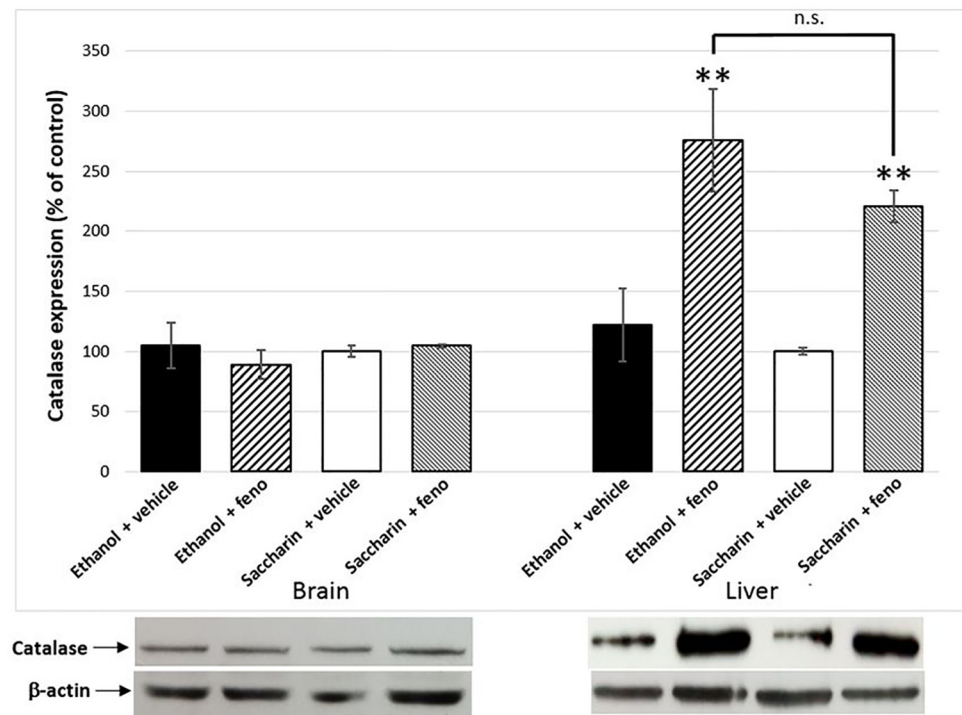 n.s.
350
300
250
200
150
100
50
0
Catalase expression (% of control)
**
**
Ethanol + vehicle
Ethanol + feno
Saccharin + vehicle
Saccharin + feno
Ethanol + vehicle
Ethanol + feno
Saccharin + vehicle
Saccharin + feno
Brain
Liver
Catalase
β-actin